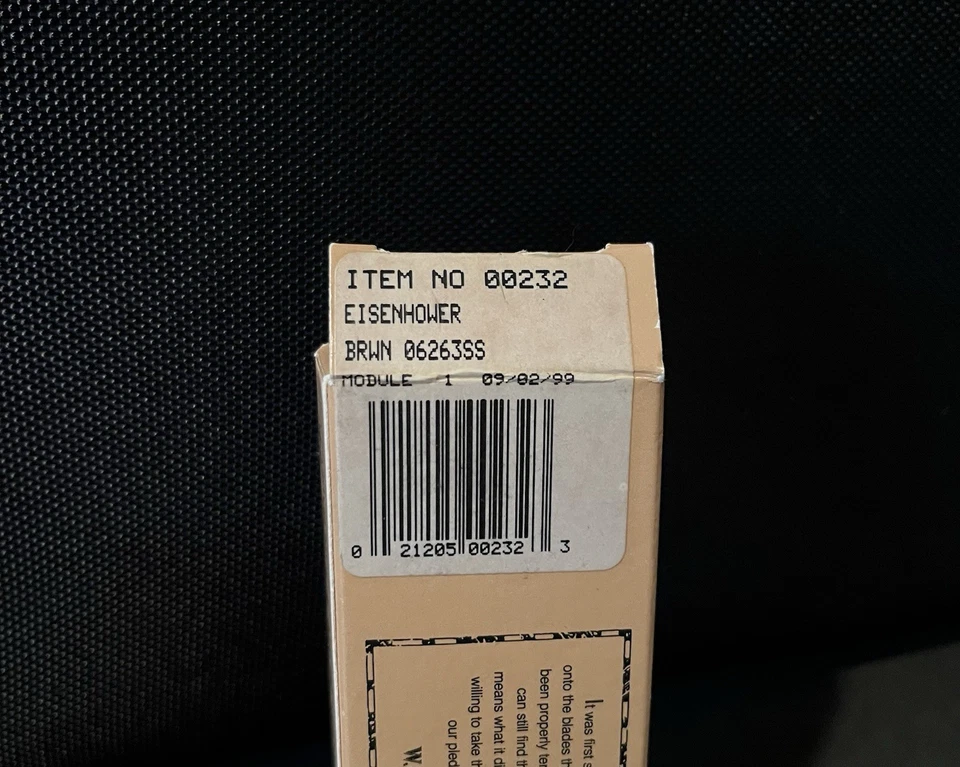 ITEM NO 00232
EISENHOWER
BRWN 06263SS
MODULE 1 09/02/99
0 21205 00232 3
It was first
onto the blades
been properly
can still find
means what it
willing to take
our
W.